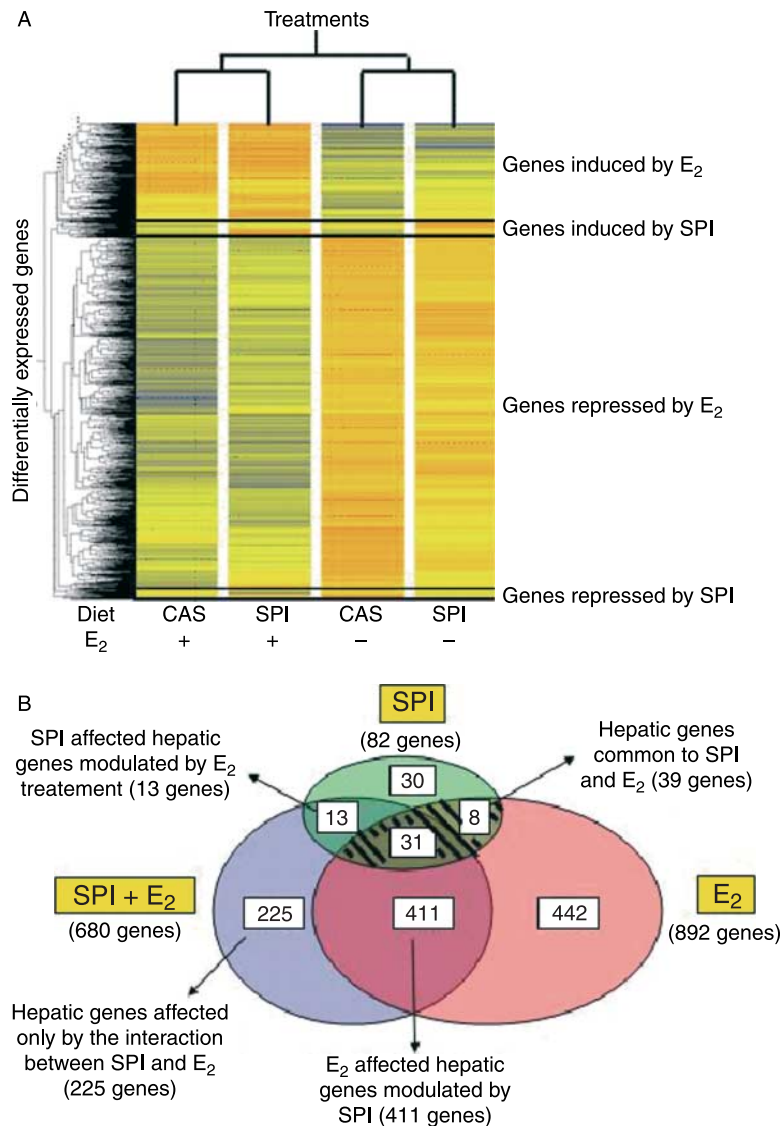 A
Treatments
Differentially expressed genes
Genes induced by E₂
Genes induced by SPI
Genes repressed by E₂
Genes repressed by SPI
Diet CAS SPI CAS SPI
E₂ + + – –
B
SPI
(82 genes)
SPI affected hepatic
genes modulated by E₂
treatement (13 genes)
Hepatic genes
common to SPI
and E₂ (39 genes)
30
13
8
31
SPI + E₂
(680 genes)
225
411
442
E₂
(892 genes)
Hepatic genes affected
only by the interaction
between SPI and E₂
(225 genes)
E₂ affected hepatic
genes modulated by
SPI (411 genes)